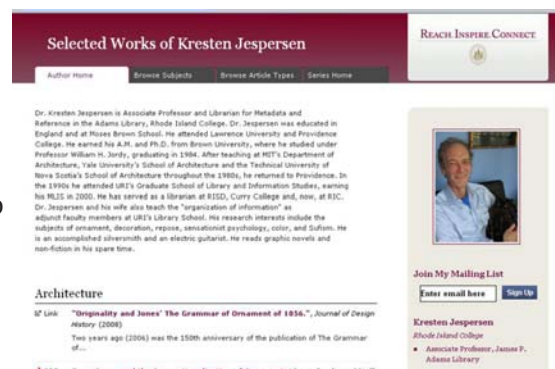 Selected Works of Kresten Jespersen
REACH INSPIRE CONNECT
Author Home Browse Subjects Browse Article Types Series Home
Dr. Kresten Jespersen is Associate Professor and Librarian for Metadata and
Reference in the Adams Library, Rhode Island College. Dr. Jespersen was educated in
England and at Moses Brown School. He attended Lawrence University and Providence
College. He earned his A.M. and Ph.D. from Brown University, where he studied under
Professor William H. Jordy, graduating in 1984. After teaching at MIT's Department of
Architecture, Yale University's School of Architecture and the Technical University of
Nova Scotia's School of Architecture throughout the 1980s, he returned to Providence. In
the 1990s he attended URI's Graduate School of Library and Information Studies, earning
his MLIS in 2000. He has served as a librarian at RISD, Curry College and, now, at RIC.
Dr. Jespersen and his wife also teach the "organization of information" as
adjunct faculty members at URI's Library School. His research interests include the
subjects of ornament, decoration, repose, sensationist psychology, color, and Sufism. He
is an accomplished silversmith and an electric guitarist. He reads graphic novels and
non-fiction in his spare time.
Architecture
Link "Originality and Jones' The Grammar of Ornament of 1856.", Journal of Design
History (2008)
Two years ago (2006) was the 150th anniversary of the publication of The Grammar
of...
Join My Mailing List
Enter email here Sign Up
Kresten Jespersen
Rhode Island College
Associate Professor, James P.
Adams Library